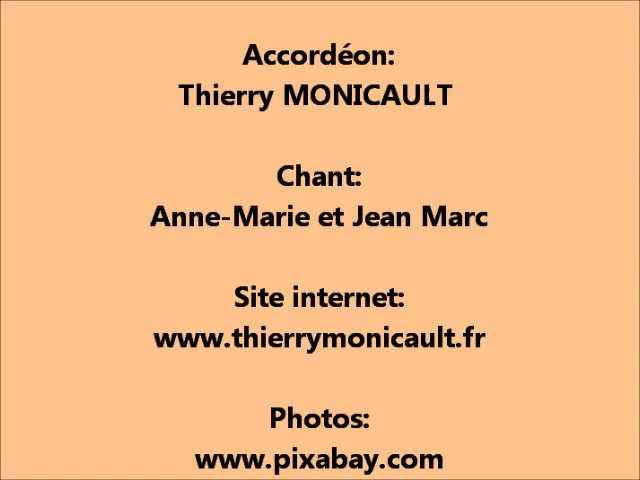 Accordéon:
Thierry MONICAULT
Chant:
Anne-Marie et Jean Marc
Site internet:
www.thierrymonicault.fr
Photos:
www.pixabay.com